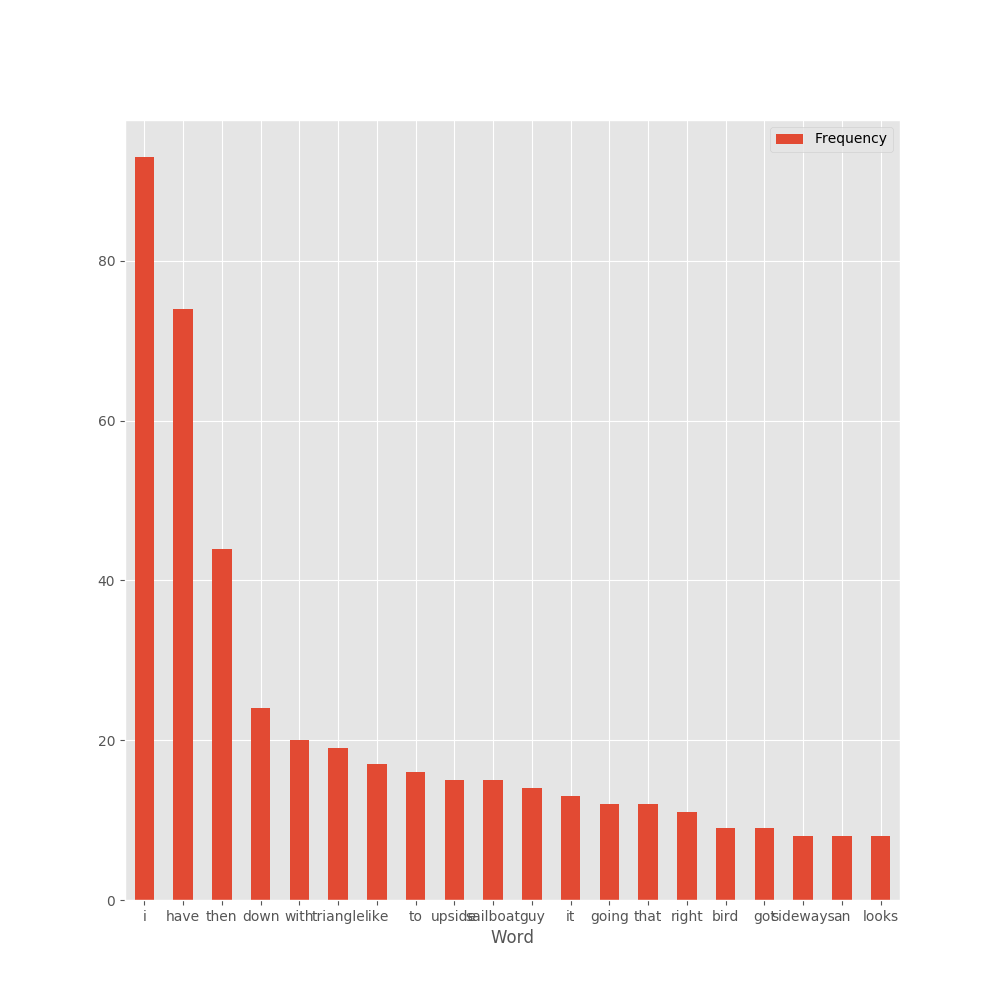 Frequency
80
60
40
20
0
i have then down with triangle like to upside sailboat guy it going that right bird got sideways an looks
Word